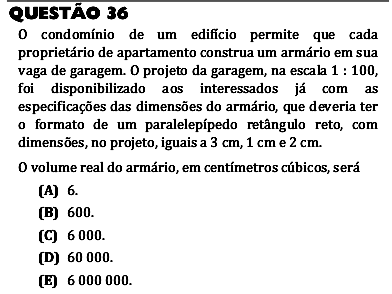 QUESTÃO 36
O condomínio de um edifício permite que cada
proprietário de apartamento construa um armário em sua
vaga de garagem. O projeto da garagem, na escala 1 : 100,
foi disponibilizado aos interessados já com as
especificações das dimensões do armário, que deveria ter
o formato de um paralelepípedo retângulo reto, com
dimensões, no projeto, iguais a 3 cm, 1 cm e 2 cm.
O volume real do armário, em centímetros cúbicos, será
(A) 6.
(B) 600.
(C) 6 000.
(D) 60 000.
(E) 6 000 000.